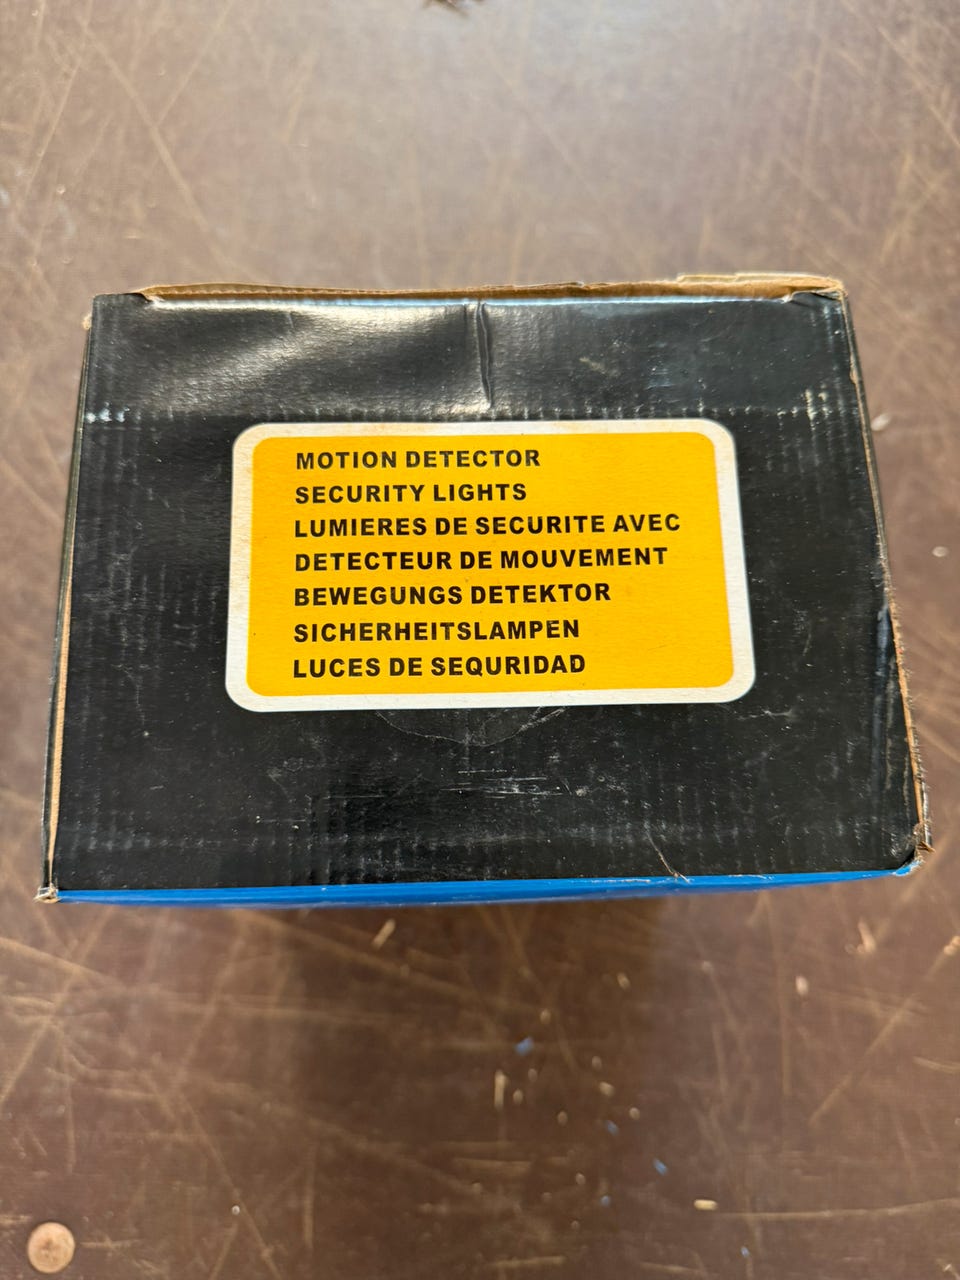 MOTION DETECTOR
SECURITY LIGHTS
LUMIERES DE SECURITE AVEC
DETECTEUR DE MOUVEMENT
BEWEGUNGS DETEKTOR
SICHERHEITSLAMPEN
LUCES DE SEQURIDAD